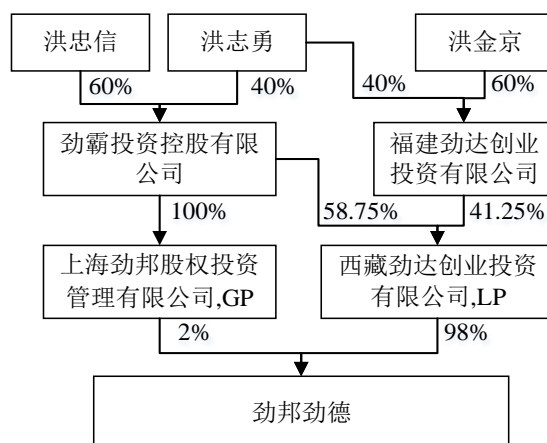 洪忠信
洪志勇
洪金京
60%
40%
40%
60%
劲霸投资控股有限
公司
福建劲达创业
投资有限公司
100%
58.75%
41.25%
上海劲邦股权投资
管理有限公司,GP
西藏劲达创业投资
有限公司,LP
2%
98%
劲邦劲德